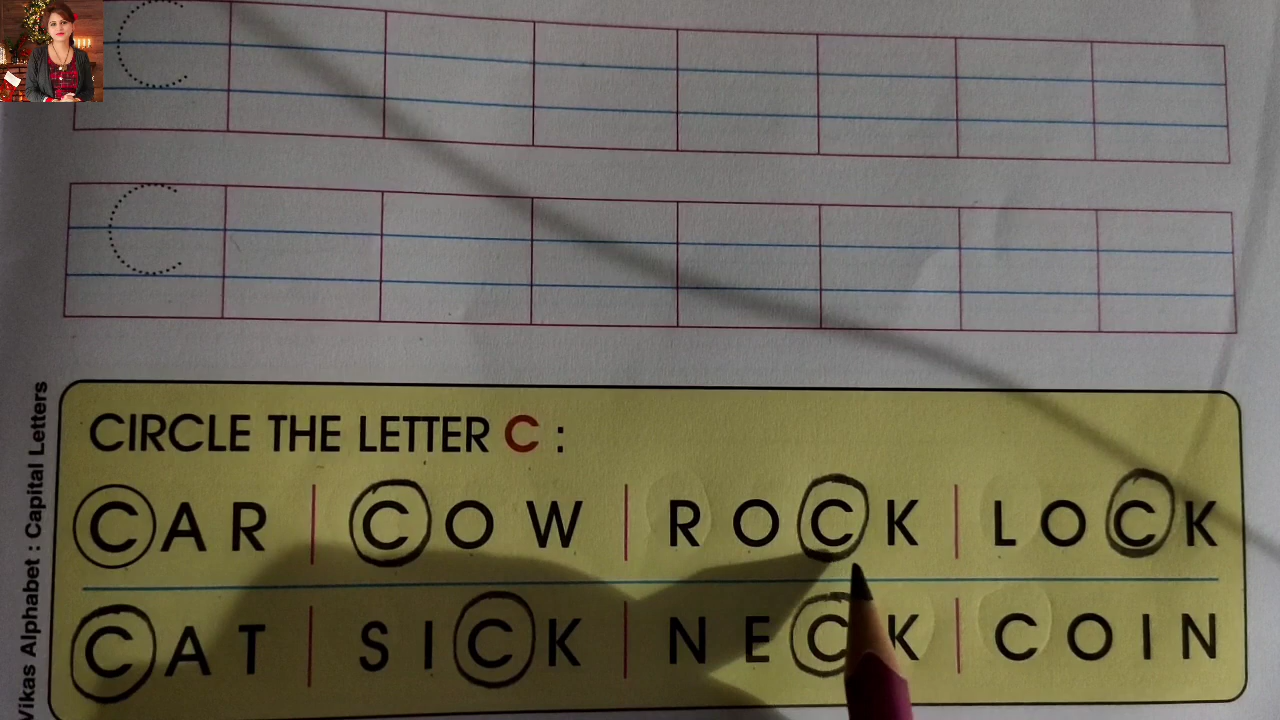 CIRCLE THE LETTER C :
CAR | COW | ROCK | LOCK
CAT | SICK | NECK | COIN
Vikas Alphabet : Capital Letters